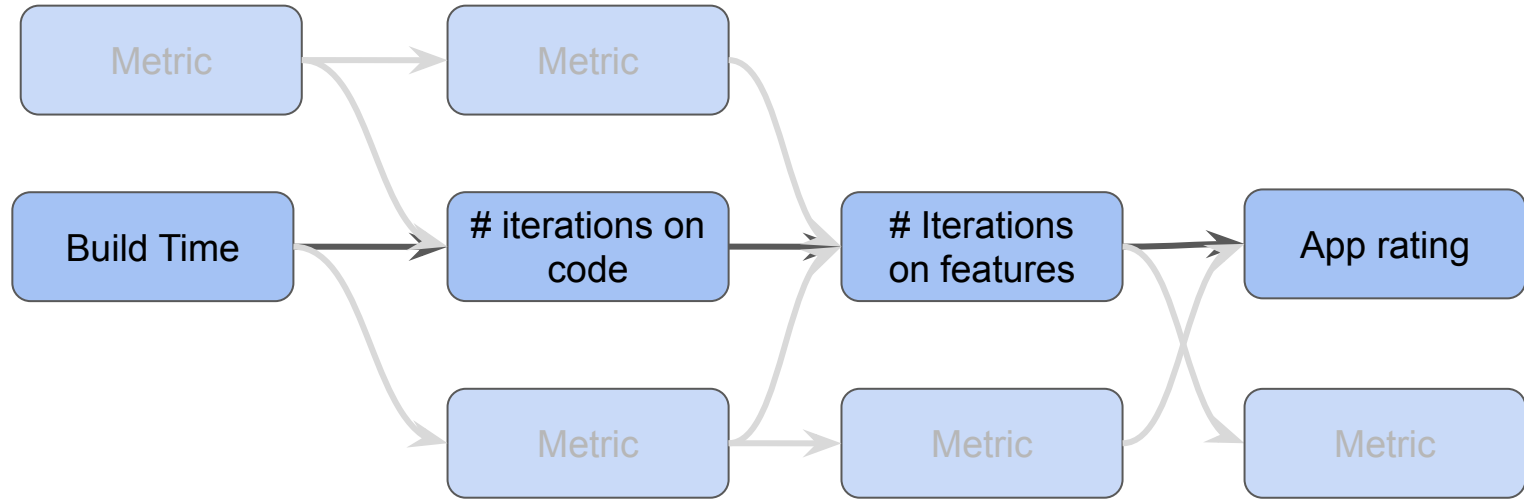 Metric
Metric
Build Time
# iterations on
code
# Iterations
on features
App rating
Metric
Metric
Metric